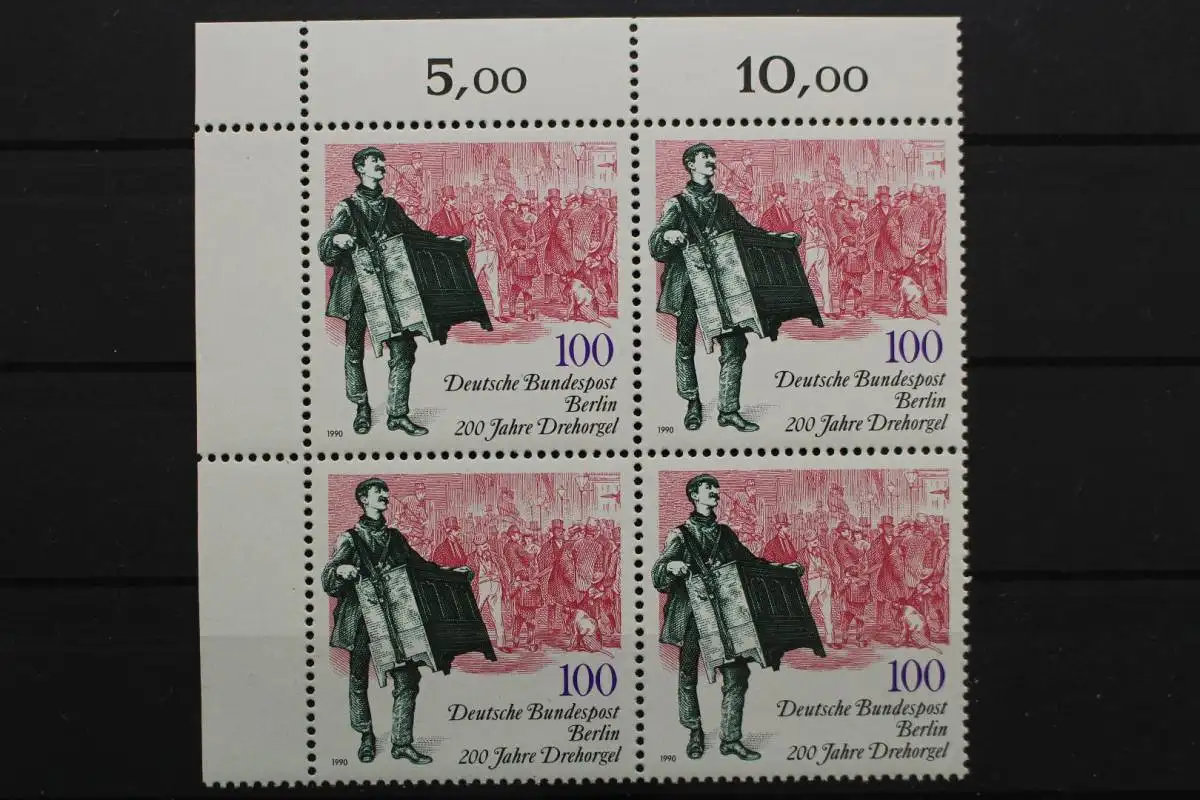 5,00 10,00
100
Deutsche Bundespost
Berlin
1990 200 Jahre Drehorgel
100
Deutsche Bundespost
Berlin
1990 200 Jahre Drehorgel
100
Deutsche Bundespost
Berlin
1990 200 Jahre Drehorgel
100
Deutsche Bundespost
Berlin
1990 200 Jahre Drehorgel